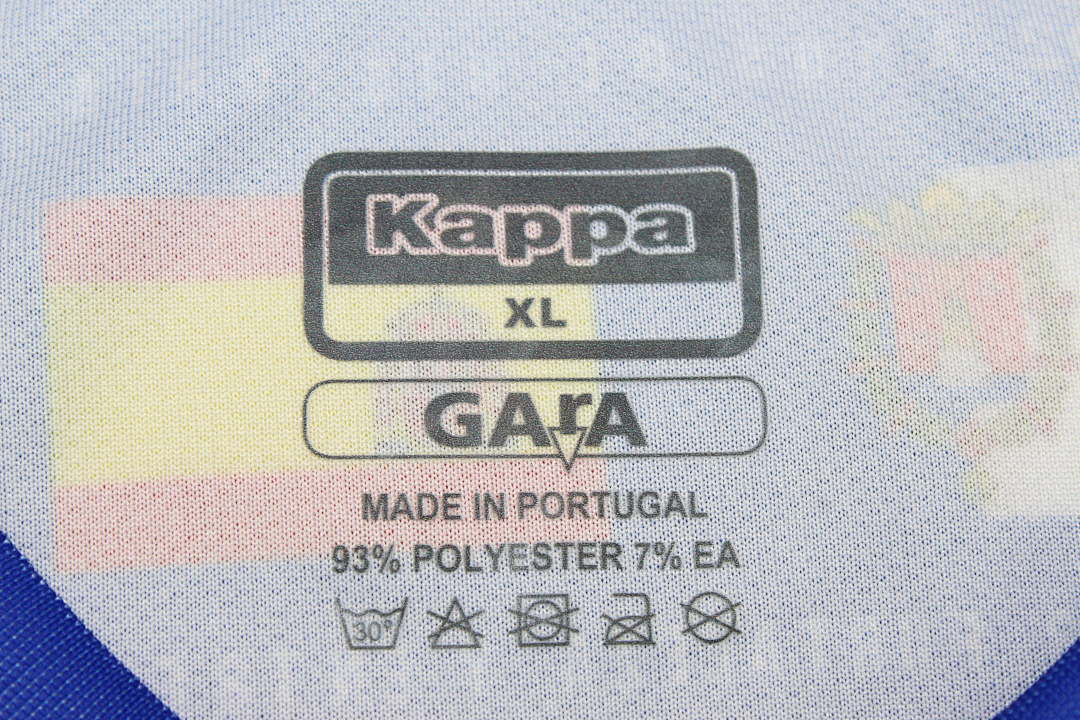 Kappa
XL
GArA
MADE IN PORTUGAL
93% POLYESTER 7% EA
30°